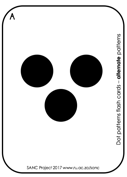 A
Dot patterns flash cards - alternate patterns
SANC Project 2017 www.ru.ac.za/sanc